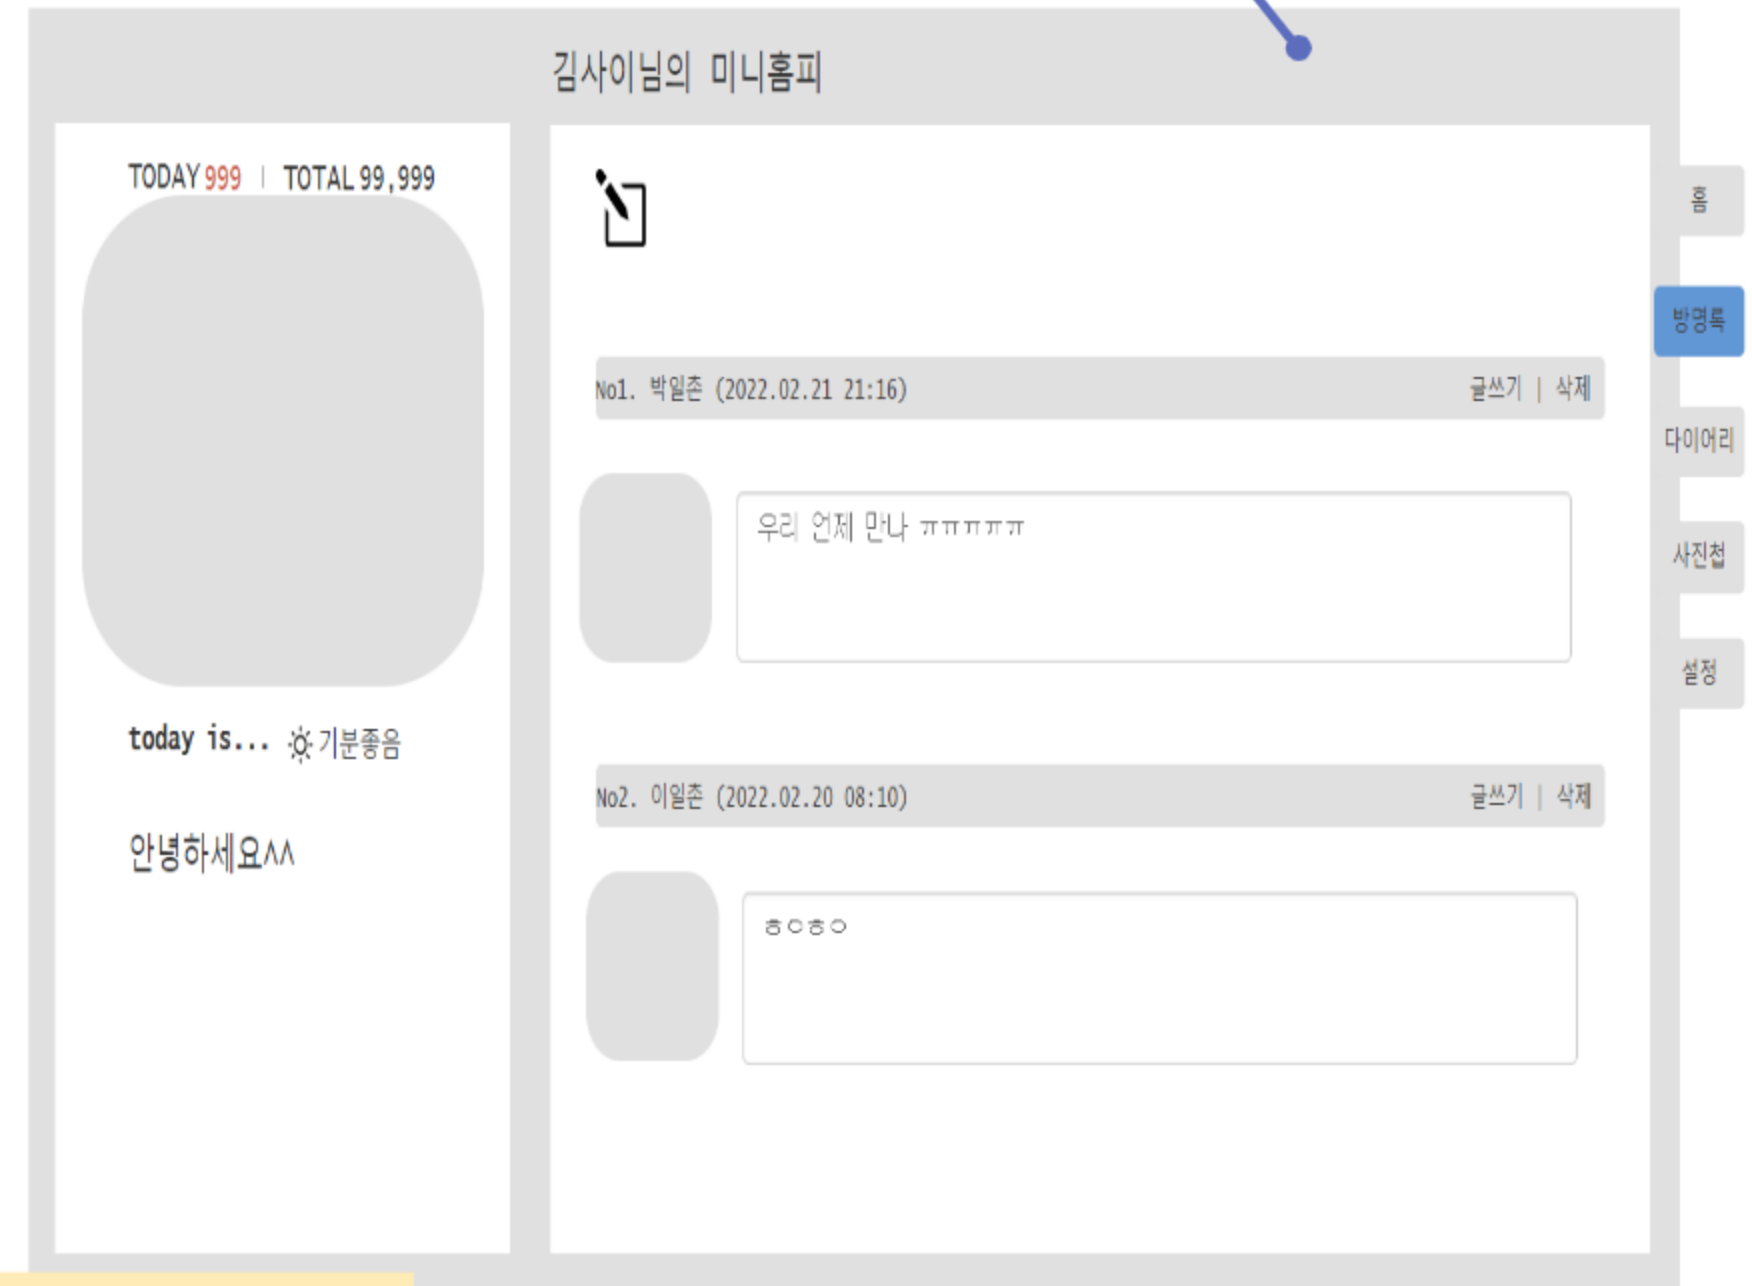 김사이님의 미니홈피
TODAY 999 | TOTAL 99,999
today is... 기분좋음
안녕하세요^^
No1. 박일촌 (2022.02.21 21:16) 글쓰기 | 삭제
우리 언제 만나 ㅠㅠㅠㅠㅠ
No2. 이일촌 (2022.02.20 08:10) 글쓰기 | 삭제
ㅎㅇㅎㅇ
홈
방명록
다이어리
사진첩
설정